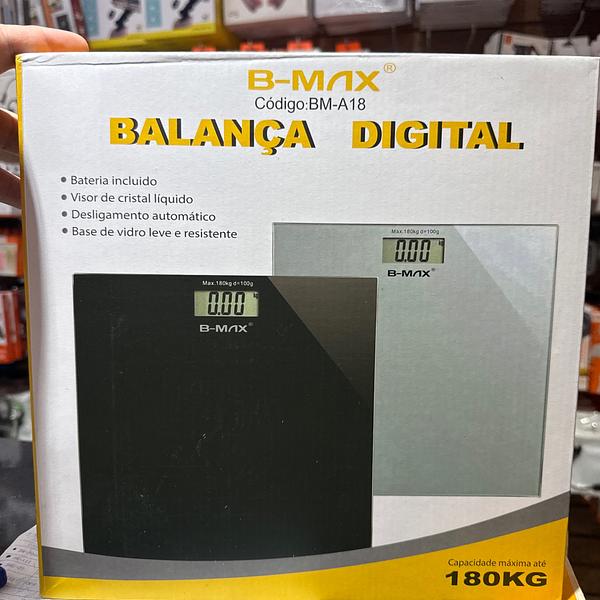 B-MAX®
Código:BM-A18
BALANÇA DIGITAL
• Bateria incluido
• Visor de cristal líquido
• Desligamento automático
• Base de vidro leve e resistente
Max.180kg d=100g
0.00
B-MAX®
Max.180kg d=100g
0.00
B-MAX®
Capacidade máxima até
180KG